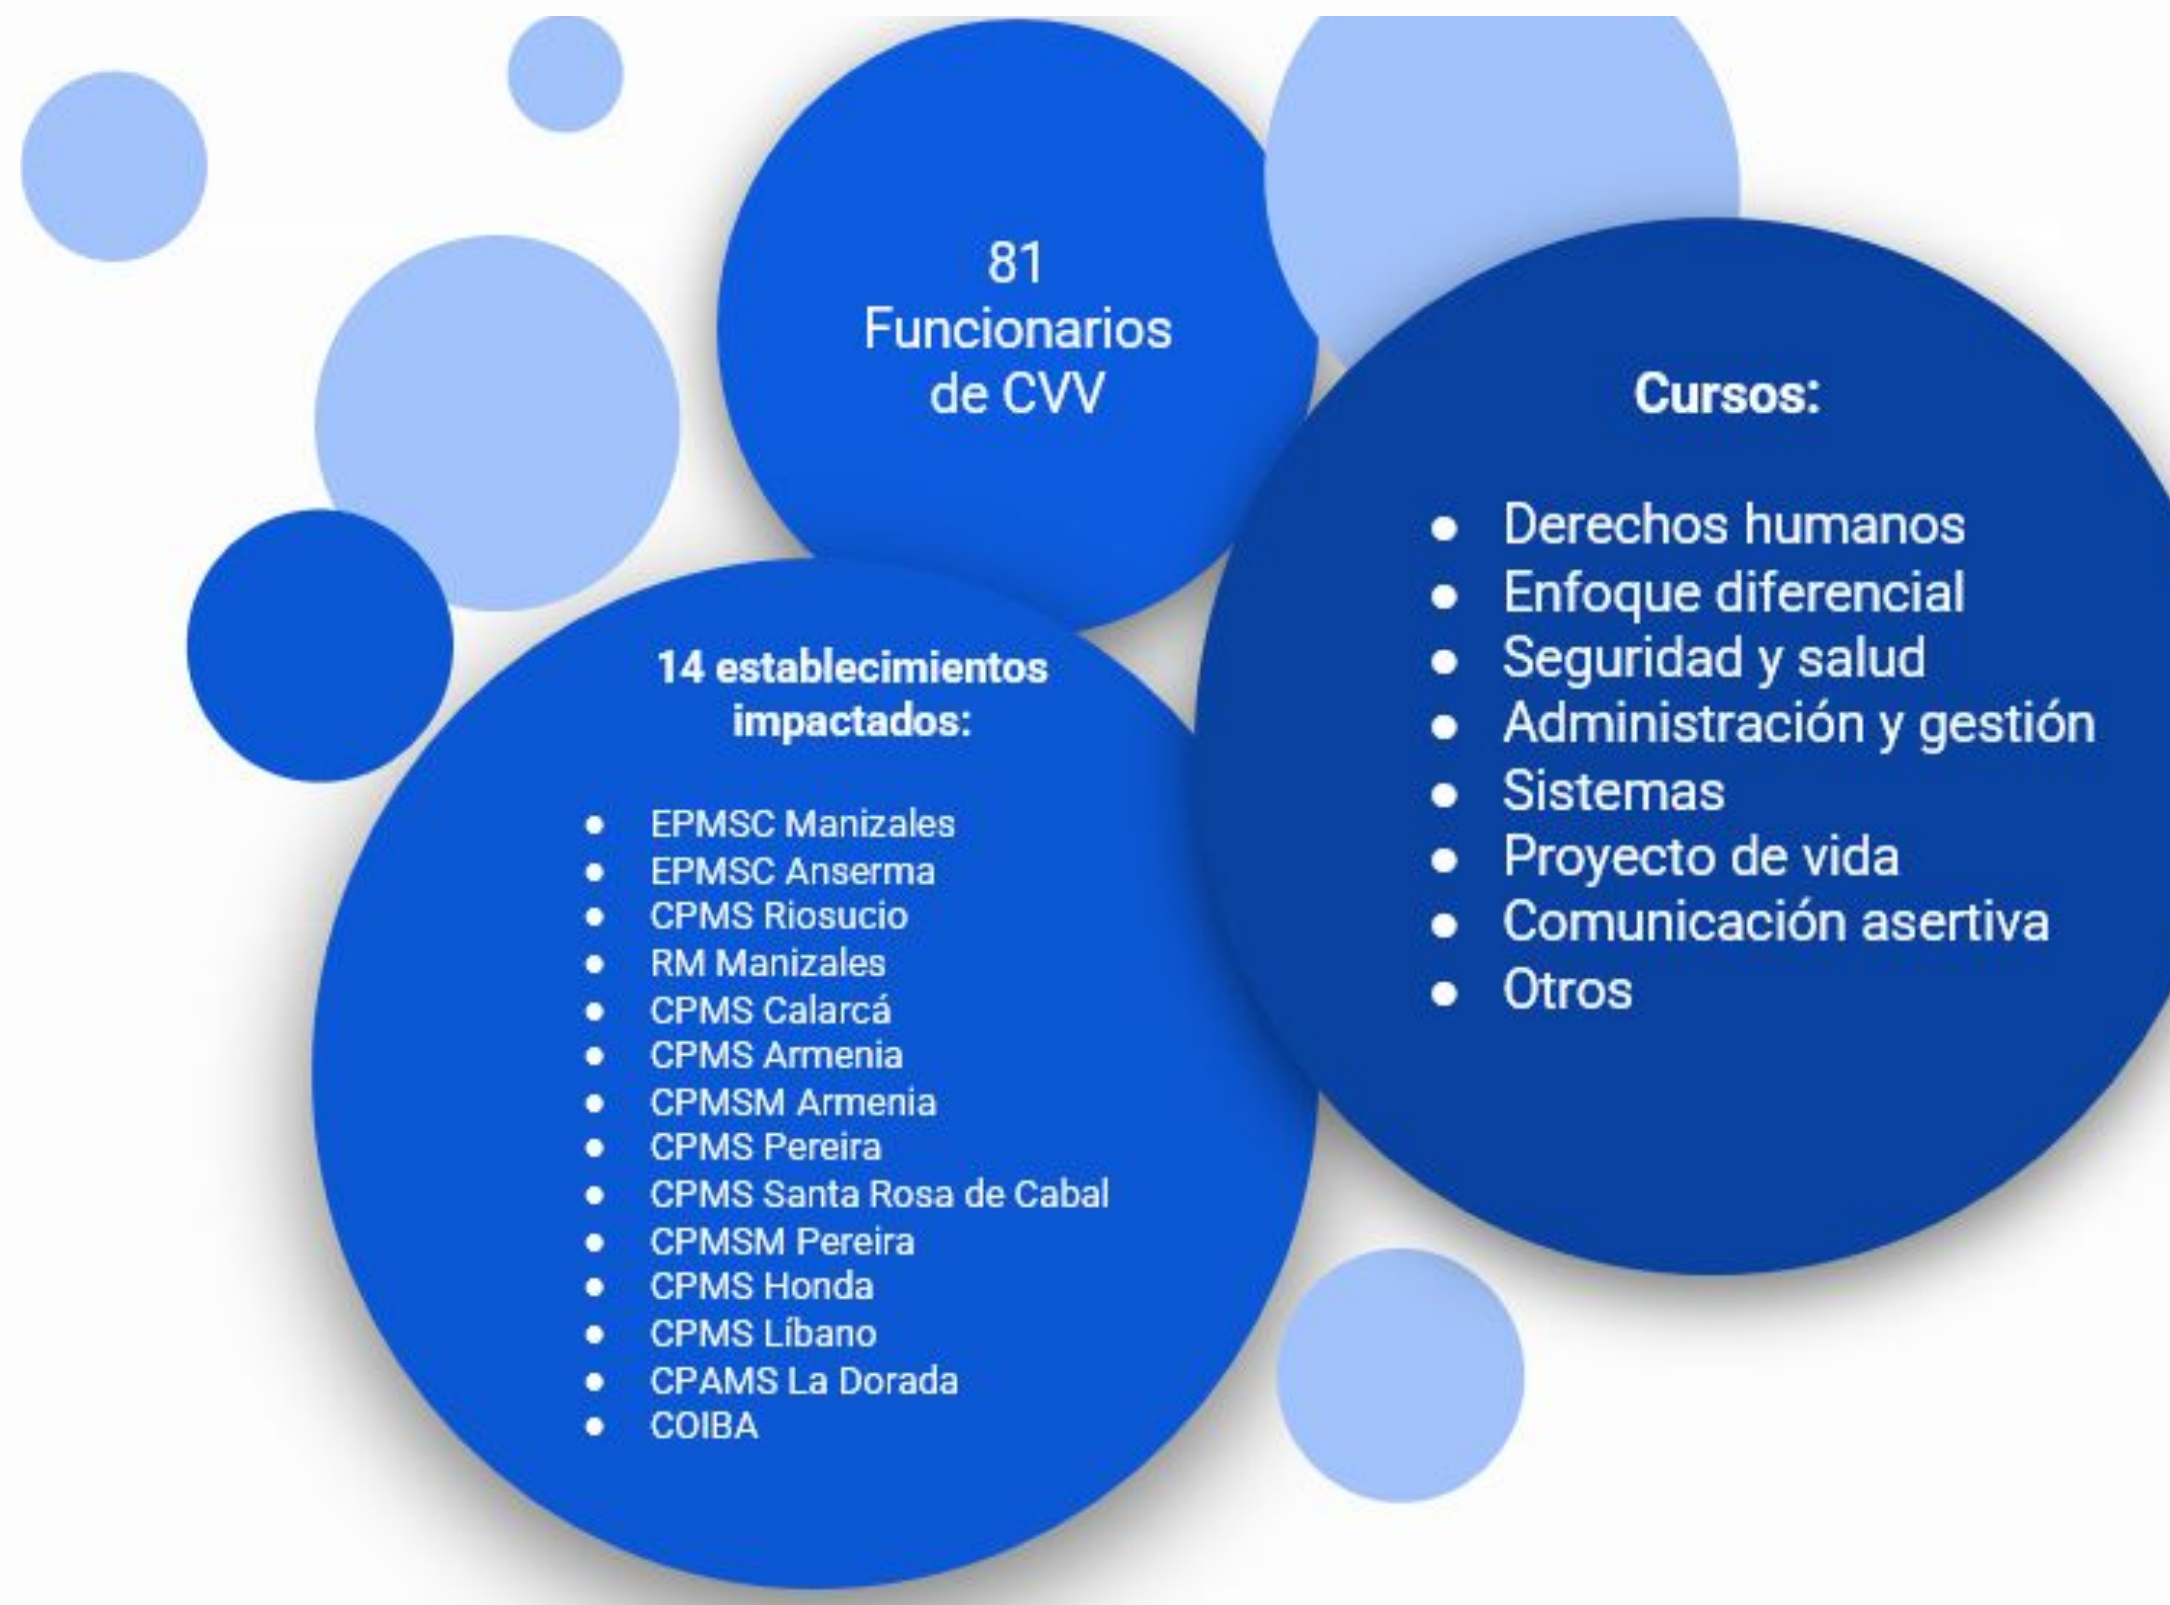 81
Funcionarios
de CVV
14 establecimientos
impactados:
● EPMSC Manizales
● EPMSC Anserma
● CPMS Riosucio
● RM Manizales
● CPMS Calarcá
● CPMS Armenia
● CPMSM Armenia
● CPMS Pereira
● CPMS Santa Rosa de Cabal
● CPMSM Pereira
● CPMS Honda
● CPMS Líbano
● CPAMS La Dorada
● COIBA
Cursos:
● Derechos humanos
● Enfoque diferencial
● Seguridad y salud
● Administración y gestión
● Sistemas
● Proyecto de vida
● Comunicación asertiva
● Otros